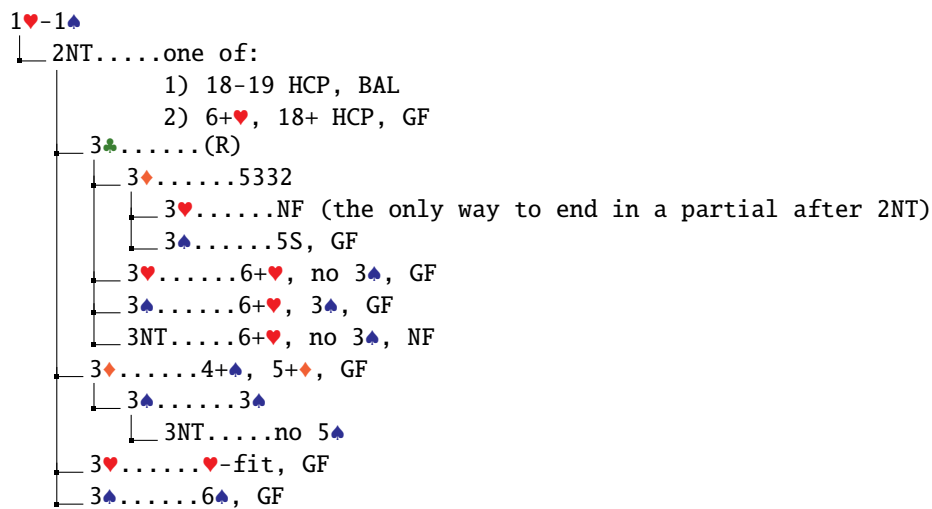 1♥-1♠
2NT.....one of:
1) 18-19 HCP, BAL
2) 6+♥, 18+ HCP, GF
3♣......(R)
3♦......5332
3♥......NF (the only way to end in a partial after 2NT)
3♠......5S, GF
3♥......6+♥, no 3♠, GF
3♠......6+♥, 3♠, GF
3NT.....6+♥, no 3♠, NF
3♦......4+♠, 5+♦, GF
3♠......3♠
3NT.....no 5♠
3♥......♥-fit, GF
3♠......6♠, GF